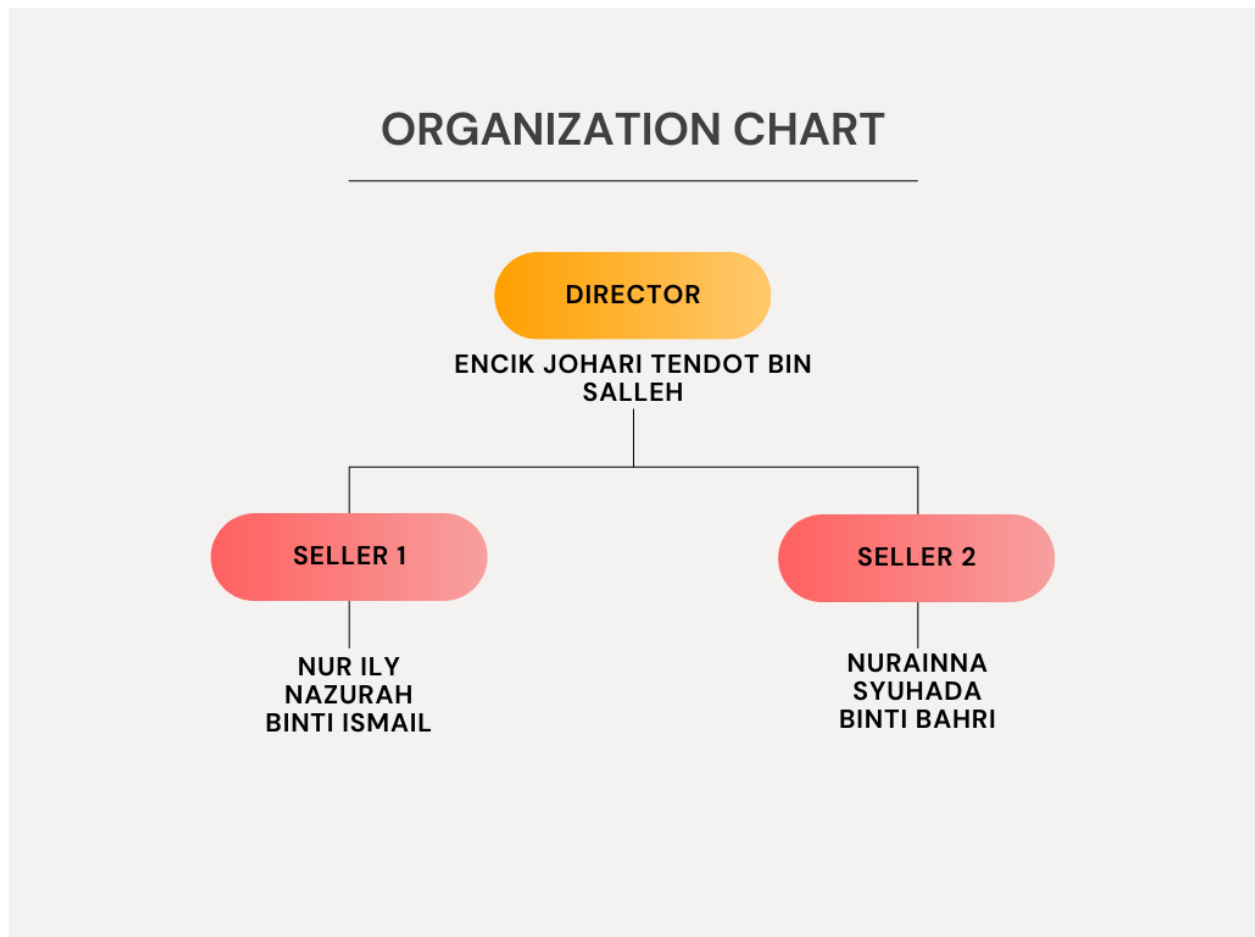 ORGANIZATION CHART
DIRECTOR
ENCIK JOHARI TENDOT BIN
SALLEH
SELLER 1
NUR ILY
NAZURAH
BINTI ISMAIL
SELLER 2
NURAINNA
SYUHADA
BINTI BAHRI